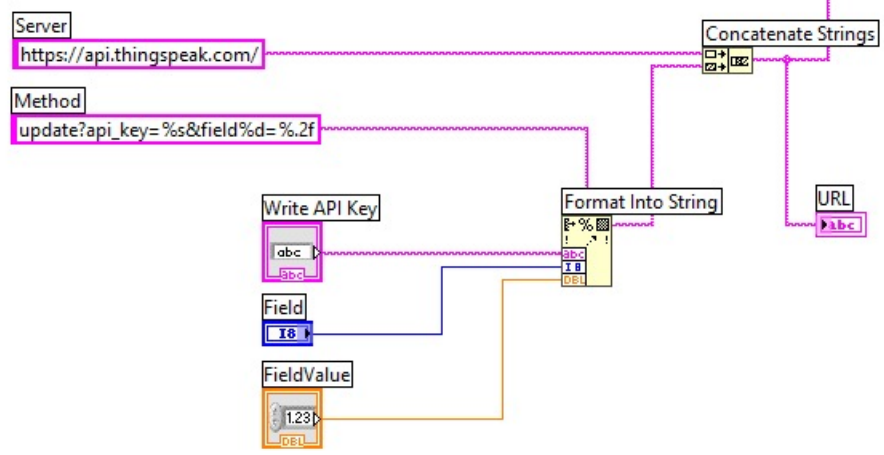 Server
https://api.thingspeak.com/
Concatenate Strings
Method
update?api_key=%s&field%d=%.2f
Write API Key
abc
abc
Format Into String
%
! !
abc
I8
DBL
URL
abc
Field
I8
FieldValue
1.23
DBL